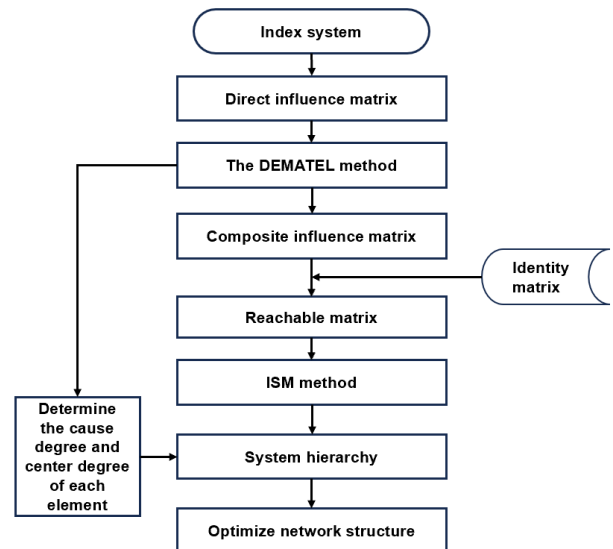 Index system
Direct influence matrix
The DEMATEL method
Composite influence matrix
Identity
matrix
Reachable matrix
ISM method
Determine
the cause
degree and
center degree
of each
element
System hierarchy
Optimize network structure